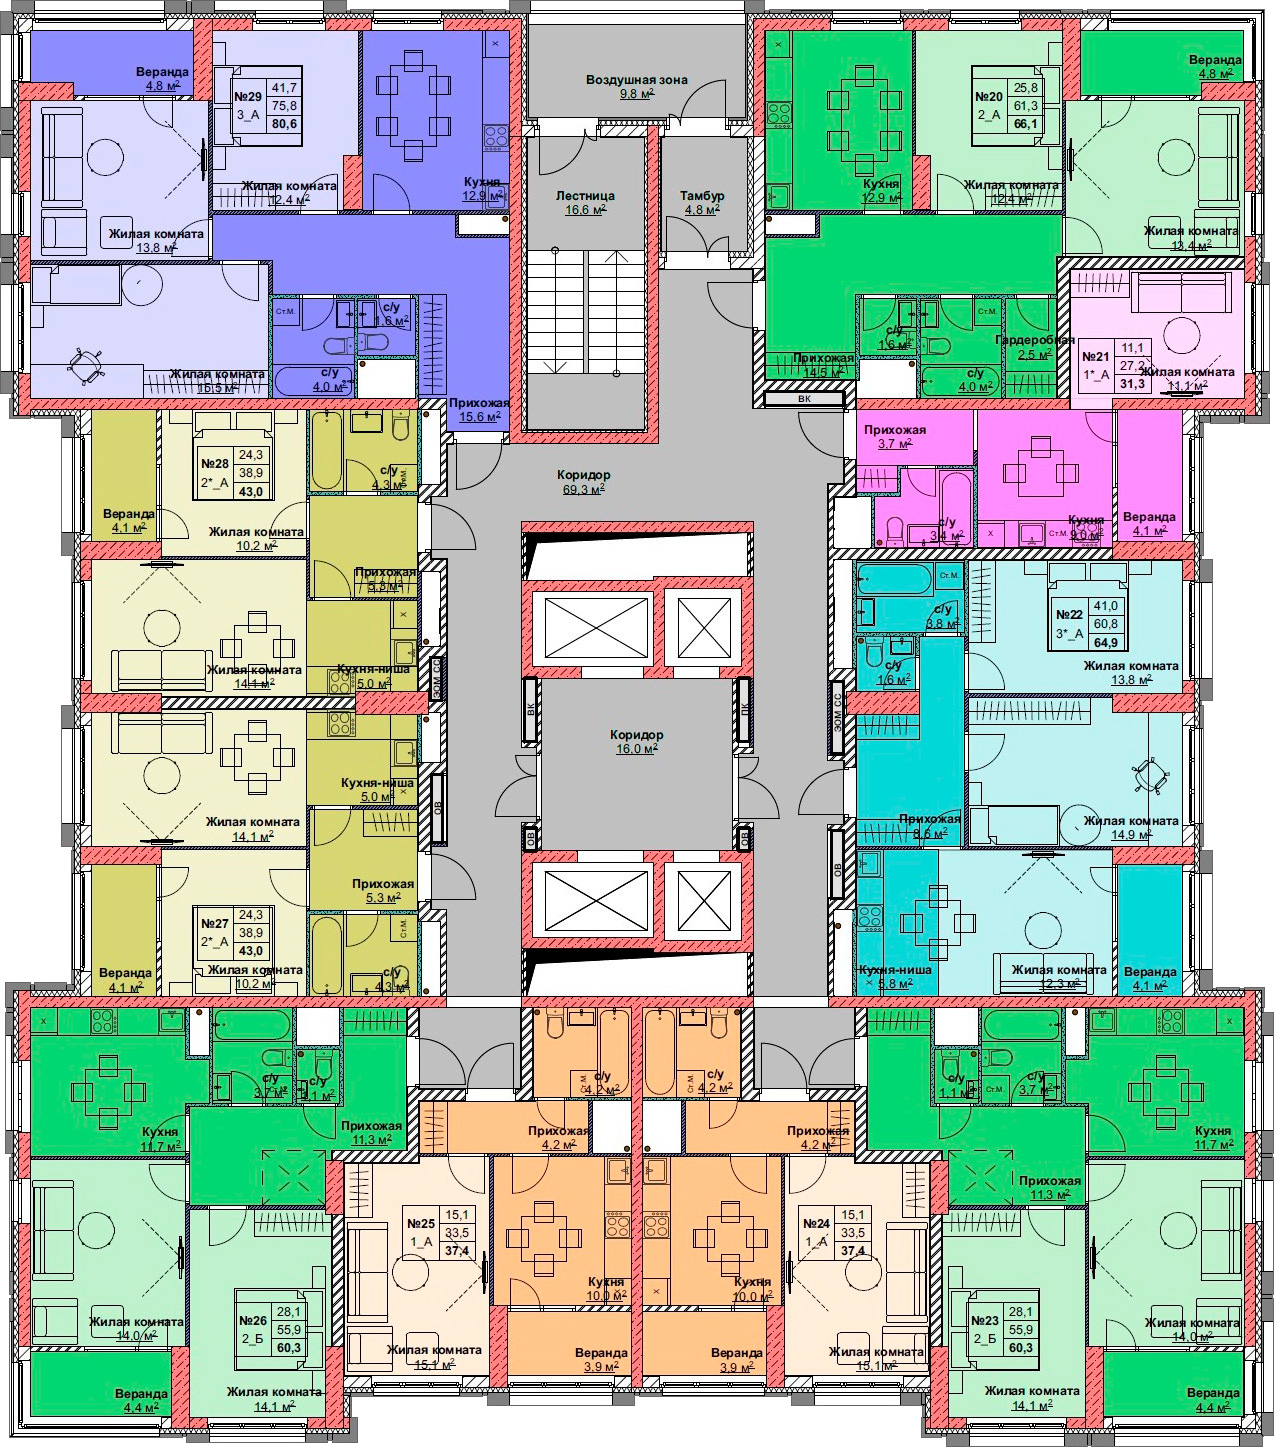 Веранда
4,8 м²
№29
3_А
41,7
75,8
80,6
Жилая комната
12,4 м²
Кухня
12,9 м²
Жилая комната
13,8 м²
Жилая комната
15,5 м²
Ст.М.
с/у
1,6 м²
с/у
4,0 м²
Прихожая
15,6 м²
Воздушная зона
9,8 м²
Лестница
16,6 м²
Тамбур
4,8 м²
Кухня
12,9 м²
№20
2_А
25,8
61,3
66,1
Жилая комната
12,4 м²
Веранда
4,8 м²
Жилая комната
13,4 м²
с/у
1,6 м²
Ст.М.
с/у
4,0 м²
Гардеробная
2,5 м²
Прихожая
14,5 м²
ВК
№21
1*_А
11,1
27,2
31,3
Жилая комната
11,1 м²
Прихожая
3,7 м²
с/у
3,4 м²
Ст.М.
Кухня
9,0 м²
Веранда
4,1 м²
№28
2*_А
24,3
38,9
43,0
Веранда
4,1 м²
Жилая комната
10,2 м²
с/у
4,3 м²
Прихожая
5,3 м²
Жилая комната
14,1 м²
Кухня-ниша
5,0 м²
Коридор
69,3 м²
ЭОМ СС
ВК
ПК
Коридор
16,0 м²
ЭОМ СС
ОВ
ОВ
ОВ
ОВ
Ст.М.
с/у
3,8 м²
с/у
1,6 м²
№22
3*_А
41,0
60,8
64,9
Жилая комната
13,8 м²
Жилая комната
14,9 м²
Прихожая
8,6 м²
Кухня-ниша
5,8 м²
Жилая комната
12,3 м²
Веранда
4,1 м²
Кухня-ниша
5,0 м²
Жилая комната
14,1 м²
Прихожая
5,3 м²
№27
2*_А
24,3
38,9
43,0
Веранда
4,1 м²
Жилая комната
10,2 м²
Ст.М.
с/у
4,3 м²
Кухня
11,7 м²
с/у
3,7 м²
с/у
1,1 м²
Прихожая
11,3 м²
Жилая комната
14,0 м²
№26
2_Б
28,1
55,9
60,3
Жилая комната
14,1 м²
Веранда
4,4 м²
Ст.М.
с/у
4,2 м²
Прихожая
4,2 м²
№25
1_А
15,1
33,5
37,4
Кухня
10,0 м²
Жилая комната
15,1 м²
Веранда
3,9 м²
Ст.М.
с/у
4,2 м²
Прихожая
4,2 м²
№24
1_А
15,1
33,5
37,4
Кухня
10,0 м²
Жилая комната
15,1 м²
Веранда
3,9 м²
с/у
1,1 м²
Ст.М.
с/у
3,7 м²
Кухня
11,7 м²
Прихожая
11,3 м²
№23
2_Б
28,1
55,9
60,3
Жилая комната
14,0 м²
Жилая комната
14,1 м²
Веранда
4,4 м²